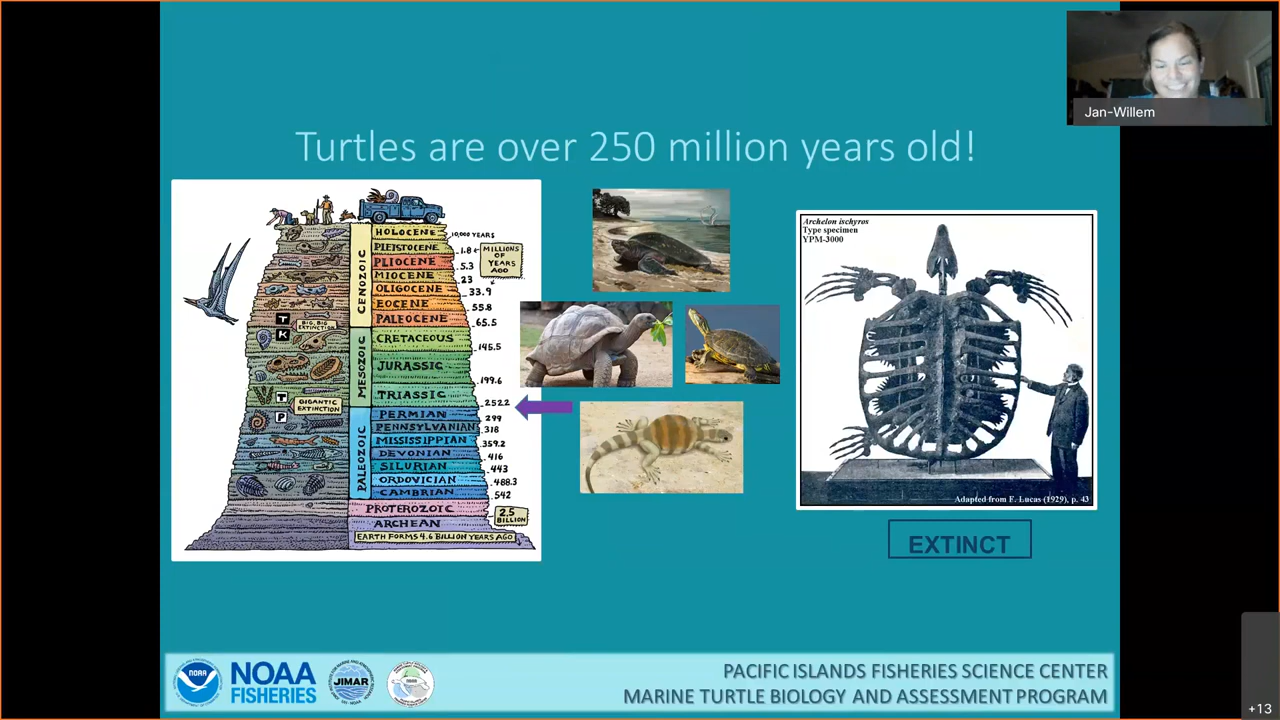 Jan-Willem
Turtles are over 250 million years old!
HOLOCENE
10,000 YEARS
PLEISTOCENE
1.8
MILLIONS
OF
YEARS
AGO
PLIOCENE
5.3
MIOCENE
23
OLIGOCENE
33.9
EOCENE
55.8
PALEOCENE
65.5
CENOZOIC
T
K
BIG, BIG
EXTINCTION
CRETACEOUS
145.5
JURASSIC
199.6
TRIASSIC
252.2
MESOZOIC
T
P
GIGANTIC
EXTINCTION
PERMIAN
299
PENNSYLVANIAN
318
MISSISSIPPIAN
359.2
DEVONIAN
416
SILURIAN
443
ORDOVICIAN
488.3
CAMBRIAN
542
PALEOZOIC
PROTEROZOIC
2.5
BILLION
ARCHEAN
EARTH FORMS 4.6 BILLION YEARS AGO
Archelon ischyros
Type specimen
YPM-3000
Adapted from F. Lucas (1929), p. 43
EXTINCT
NOAA
NOAA
FISHERIES
JIMAR
PACIFIC ISLANDS FISHERIES SCIENCE CENTER
MARINE TURTLE BIOLOGY AND ASSESSMENT PROGRAM
+13